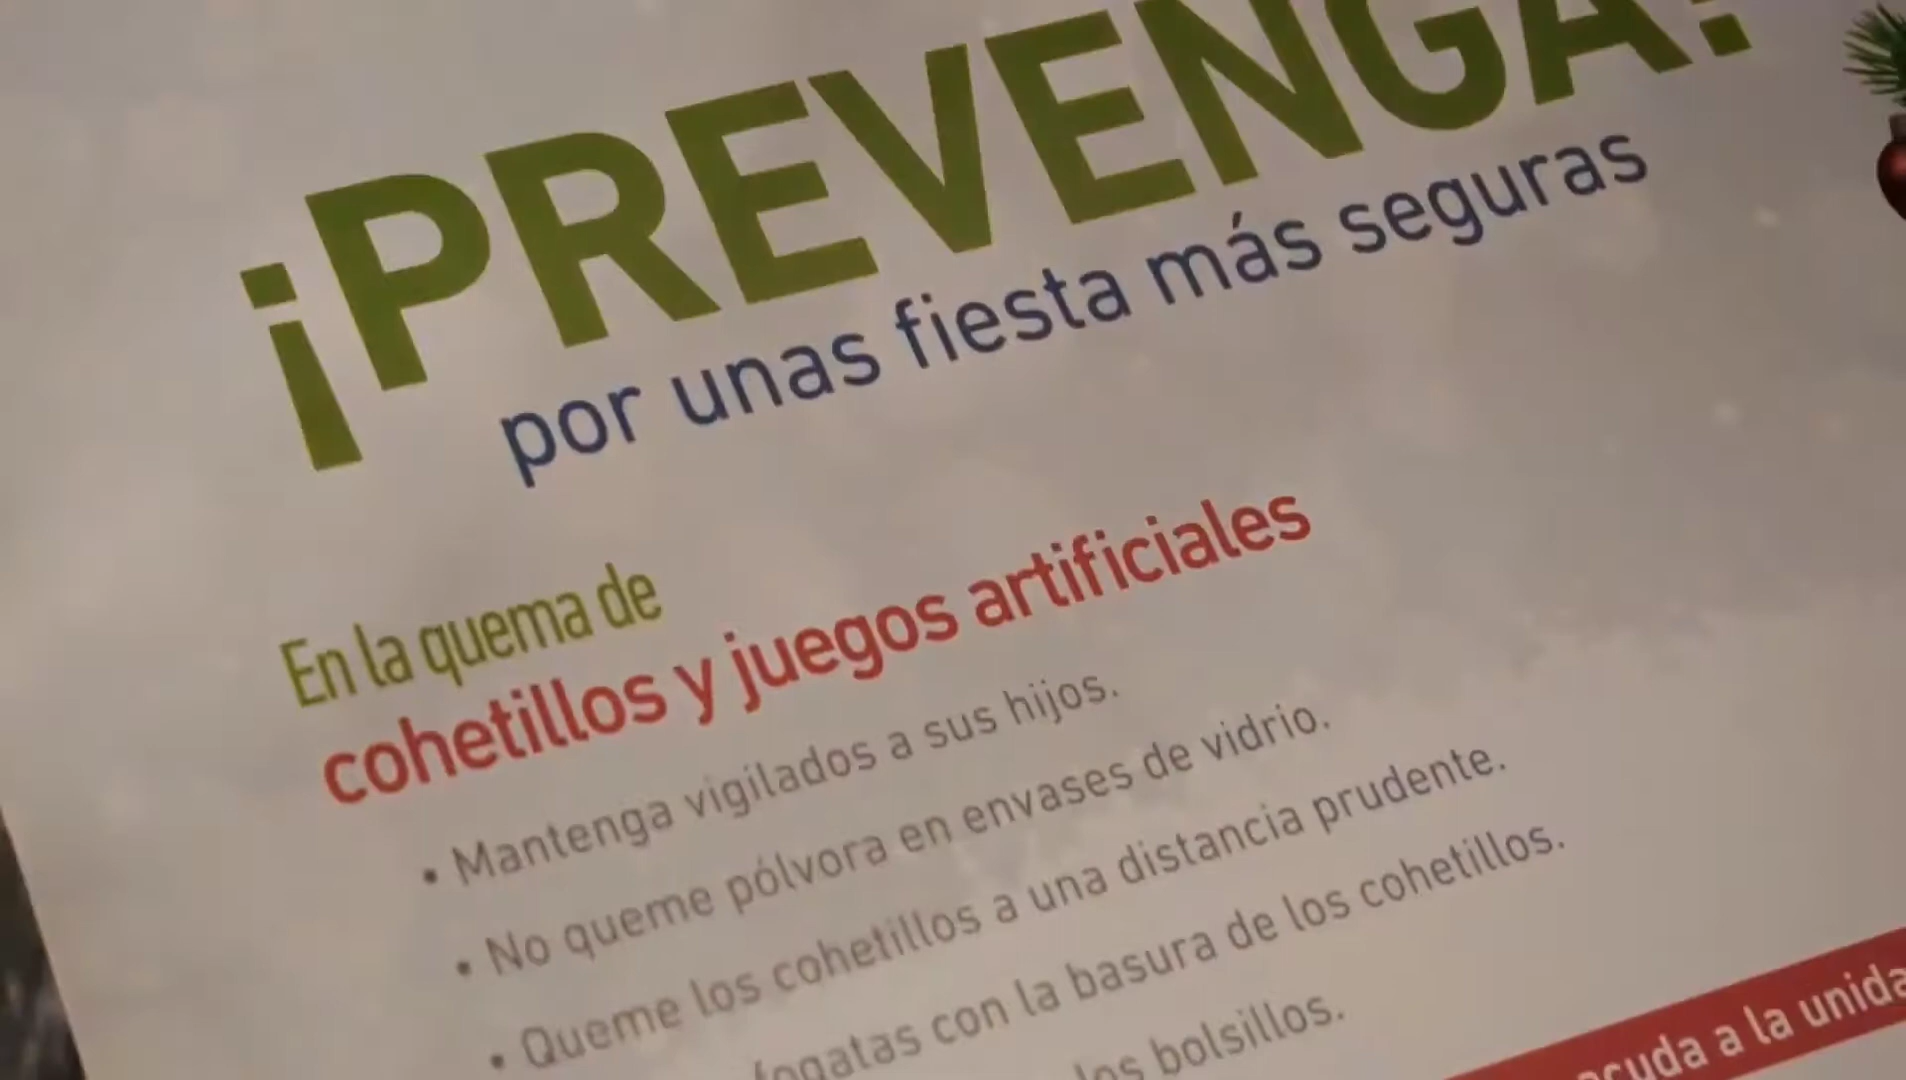 ¡PREVENGA!
por unas fiesta más seguras
En la quema de
cohetillos y juegos artificiales
• Mantenga vigilados a sus hijos.
• No queme pólvora en envases de vidrio.
• Queme los cohetillos a una distancia prudente.
fogatas con la basura de los cohetillos.
los bolsillos.
acuda a la